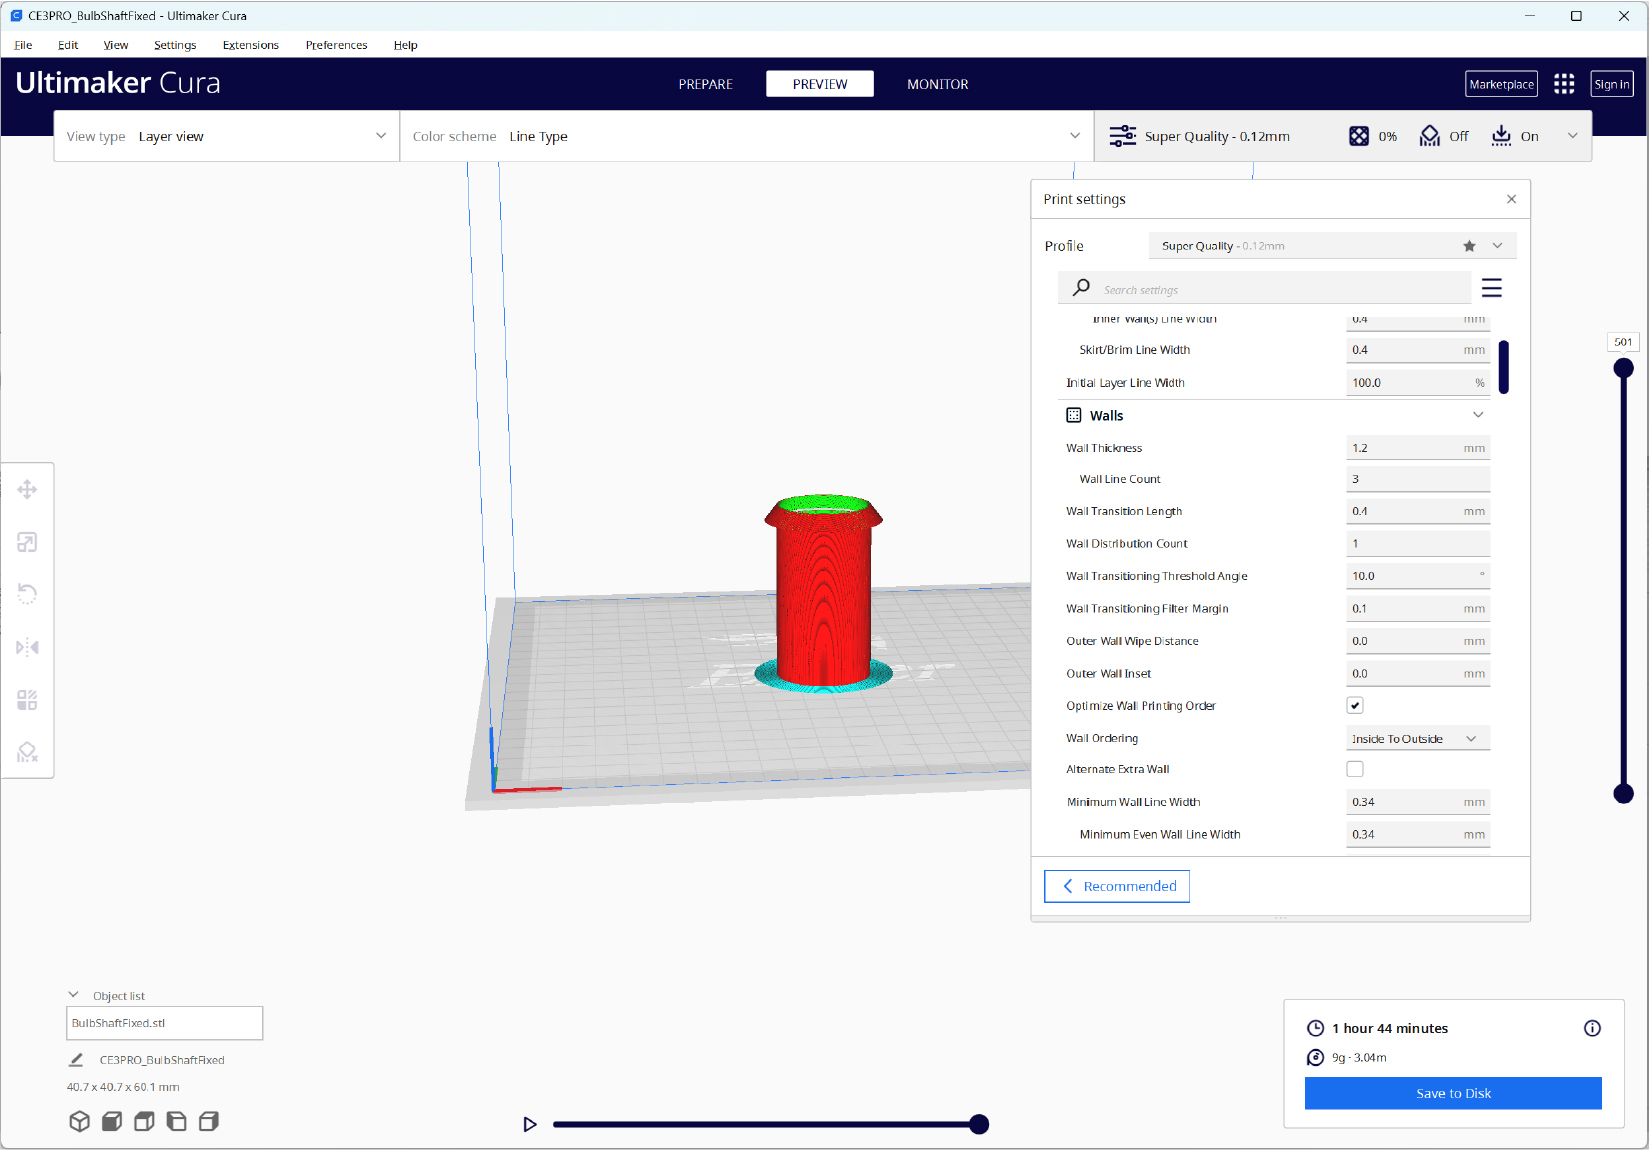 CE3PRO_BulbShaftFixed - Ultimaker Cura
File Edit View Settings Extensions Preferences Help
Ultimaker Cura
PREPARE PREVIEW MONITOR
Marketplace
Sign in
View type Layer view
Color scheme Line Type
Super Quality - 0.12mm 0% Off On
Print settings
Profile Super Quality - 0.12mm
Search settings
Inner Wall(s) Line Width 0.4 mm
Skirt/Brim Line Width 0.4 mm
Initial Layer Line Width 100.0 %
Walls
Wall Thickness 1.2 mm
Wall Line Count 3
Wall Transition Length 0.4 mm
Wall Distribution Count 1
Wall Transitioning Threshold Angle 10.0 °
Wall Transitioning Filter Margin 0.1 mm
Outer Wall Wipe Distance 0.0 mm
Outer Wall Inset 0.0 mm
Optimize Wall Printing Order
Wall Ordering Inside To Outside
Alternate Extra Wall
Minimum Wall Line Width 0.34 mm
Minimum Even Wall Line Width 0.34 mm
Recommended
501
Object list
BulbShaftFixed.stl
CE3PRO_BulbShaftFixed
40.7 x 40.7 x 60.1 mm
1 hour 44 minutes
9g · 3.04m
Save to Disk